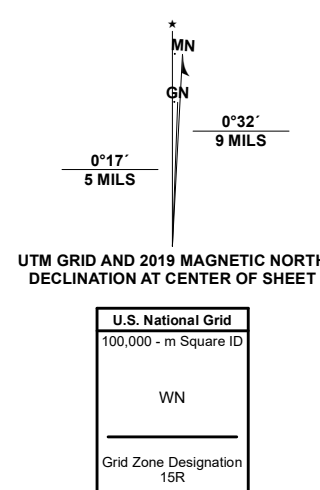 ★
MN
GN
0°32´
9 MILS
0°17´
5 MILS
UTM GRID AND 2019 MAGNETIC NORTH
DECLINATION AT CENTER OF SHEET
U.S. National Grid
100,000 - m Square ID
WN
Grid Zone Designation
15R